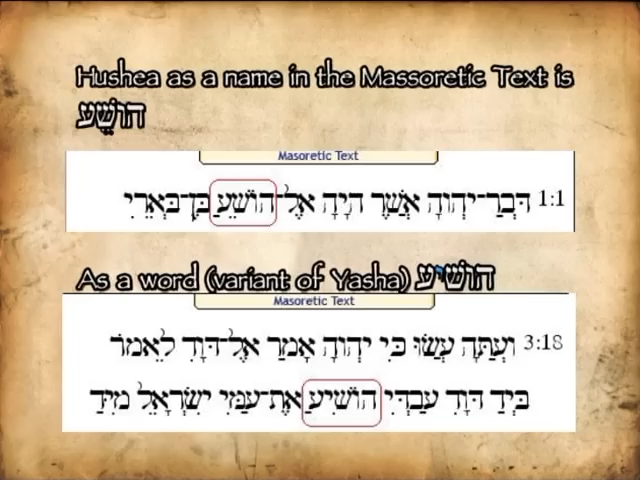 Hushea as a name in the Massoretic Text is
הוֹשֵׁעַ
Masoretic Text
1:1 דְּבַר־יְהוָה אֲשֶׁר הָיָה אֶל־הוֹשֵׁעַ בֶּן־בְּאֵרִי
As a word (variant of Yasha) הוֹשִׁיעַ
Masoretic Text
3:18 וְעַתָּה עֲשׂוּ כִּי יְהוָה אָמַר אֶל־דָּוִד לֵאמֹר
בְּיַד דָּוִד עַבְדִּי הוֹשִׁיעַ אֶת־עַמִּי יִשְׂרָאֵל מִיַּד